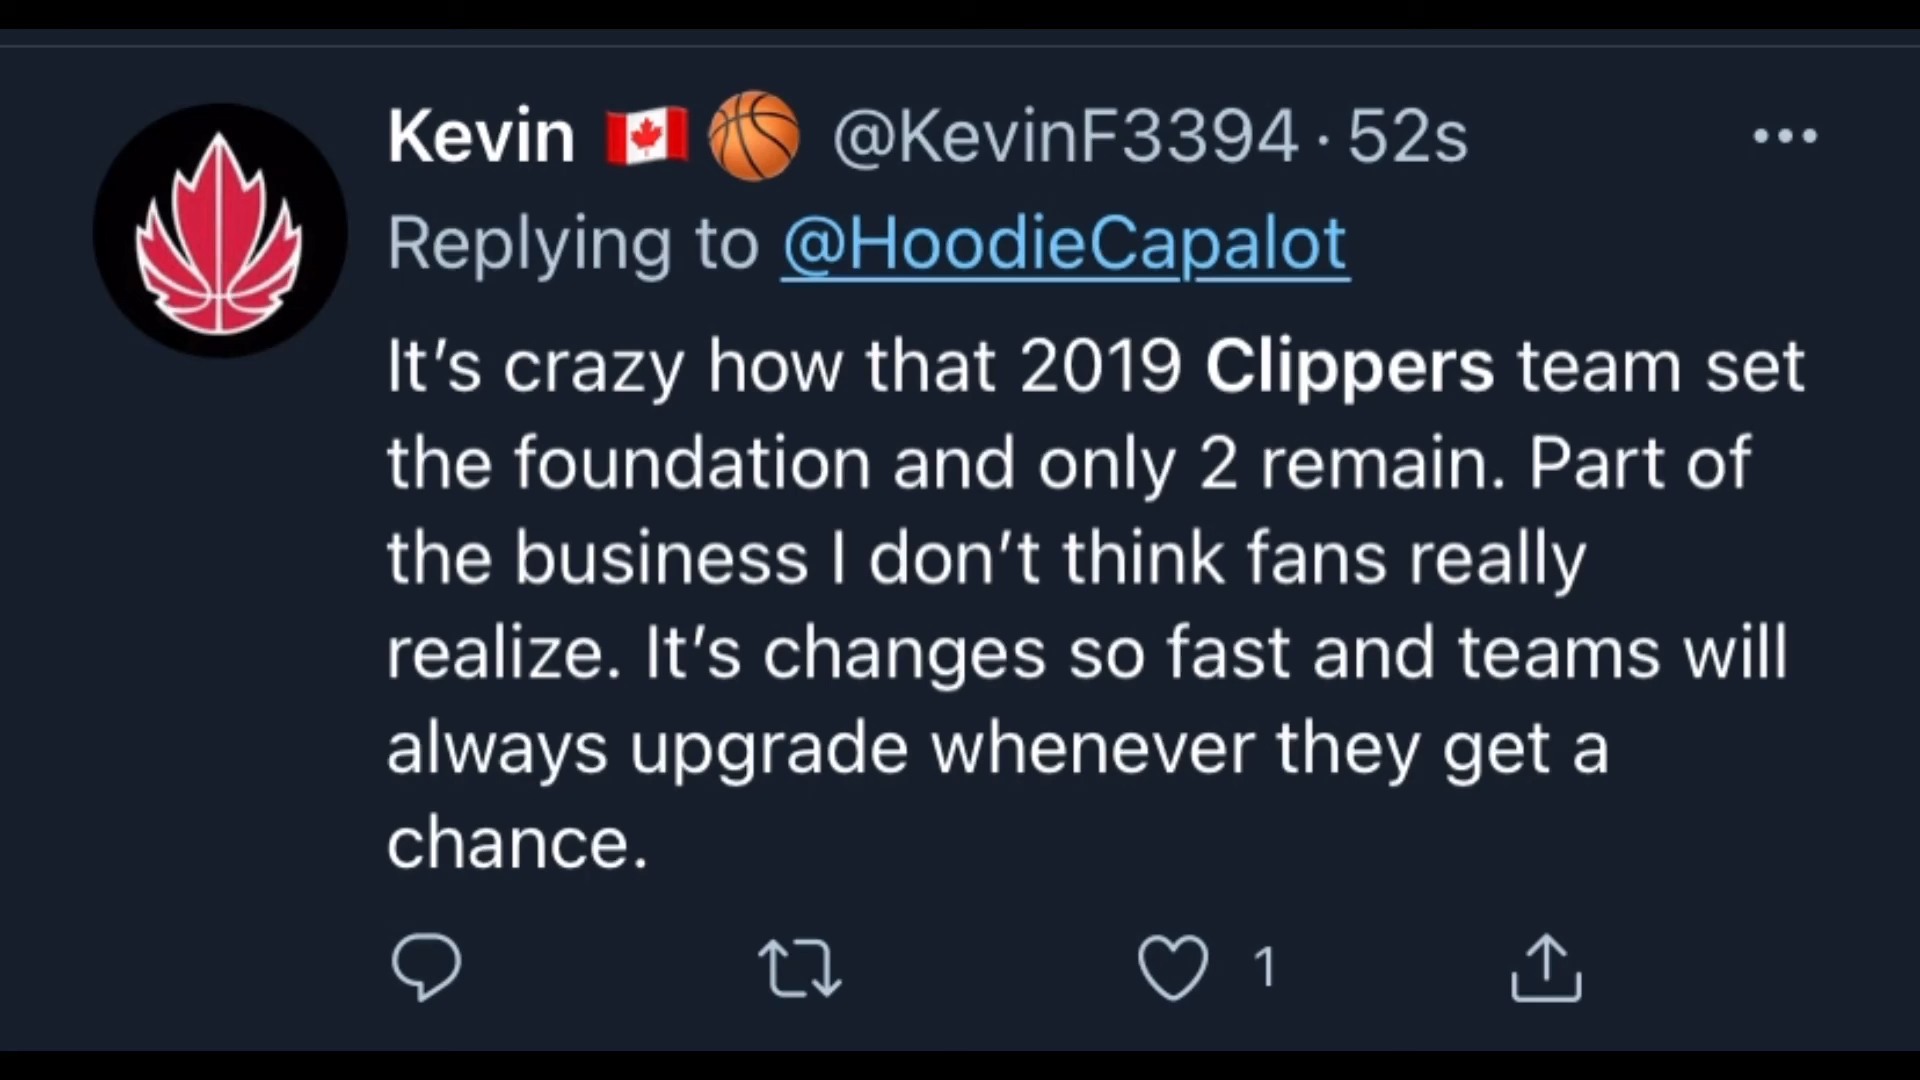 Kevin 🇨🇦 🏀 @KevinF3394 · 52s
Replying to @HoodieCapalot
It’s crazy how that 2019 Clippers team set
the foundation and only 2 remain. Part of
the business I don’t think fans really
realize. It’s changes so fast and teams will
always upgrade whenever they get a
chance.
1